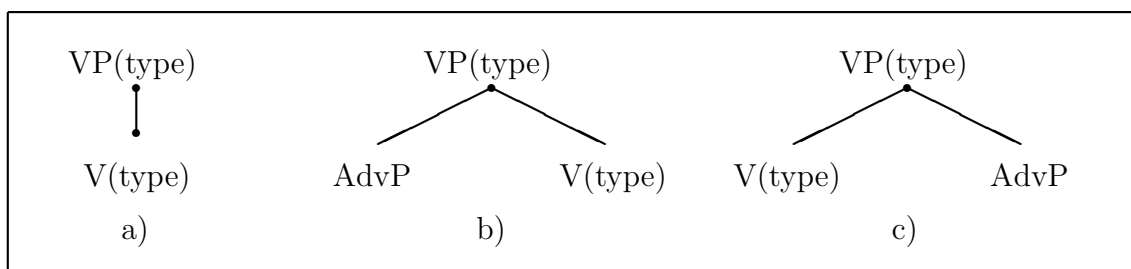 VP(type) VP(type) VP(type)
V(type) AdvP V(type) V(type) AdvP
a) b) c)